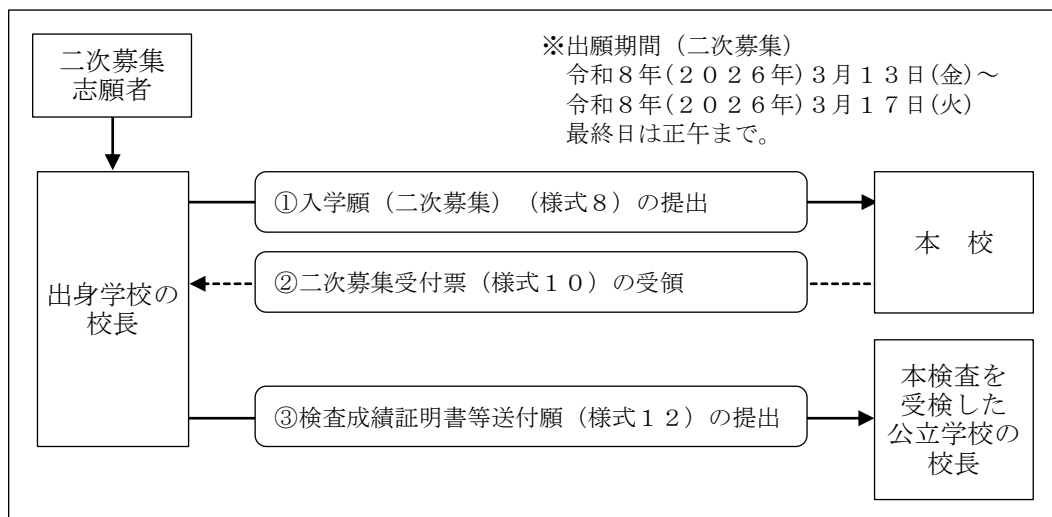 二次募集
志願者
※出願期間（二次募集）
令和８年(２０２６年)３月１３日(金)～
令和８年(２０２６年)３月１７日(火)
最終日は正午まで。
①入学願（二次募集）（様式８）の提出
本　校
②二次募集受付票（様式１０）の受領
出身学校の
校長
③検査成績証明書等送付願（様式１２）の提出
本検査を
受検した
公立学校の
校長